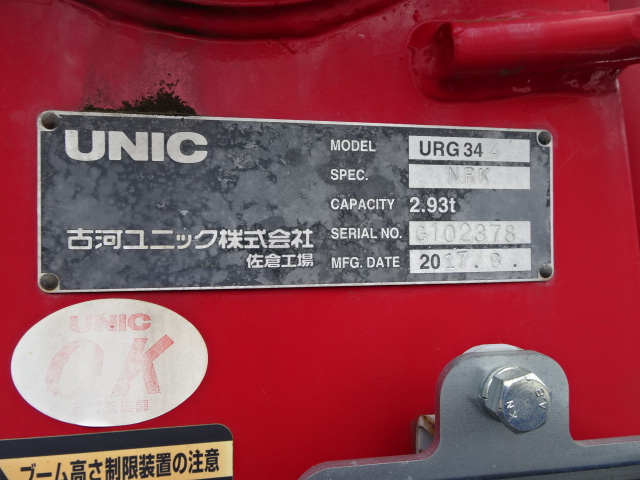 UNIC
MODEL URG344
SPEC. NRK
CAPACITY 2.93t
SERIAL NO. G102378
MFG. DATE 2017.9.
古河ユニック株式会社
佐倉工場
UNIC
OK
ブーム高さ制限装置の注意